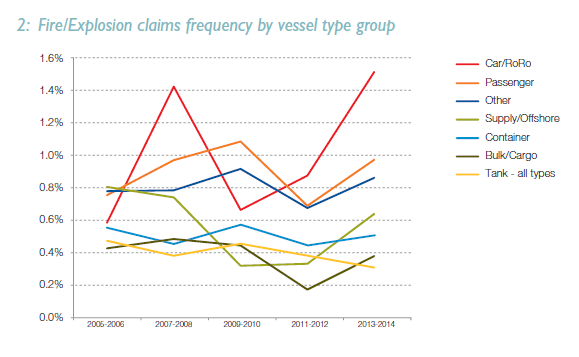 2: Fire/Explosion claims frequency by vessel type group
1.6%
1.4%
1.2%
1.0%
0.8%
0.6%
0.4%
0.2%
0.0%
2005-2006 2007-2008 2009-2010 2011-2012 2013-2014
Car/RoRo
Passenger
Other
Supply/Offshore
Container
Bulk/Cargo
Tank - all types